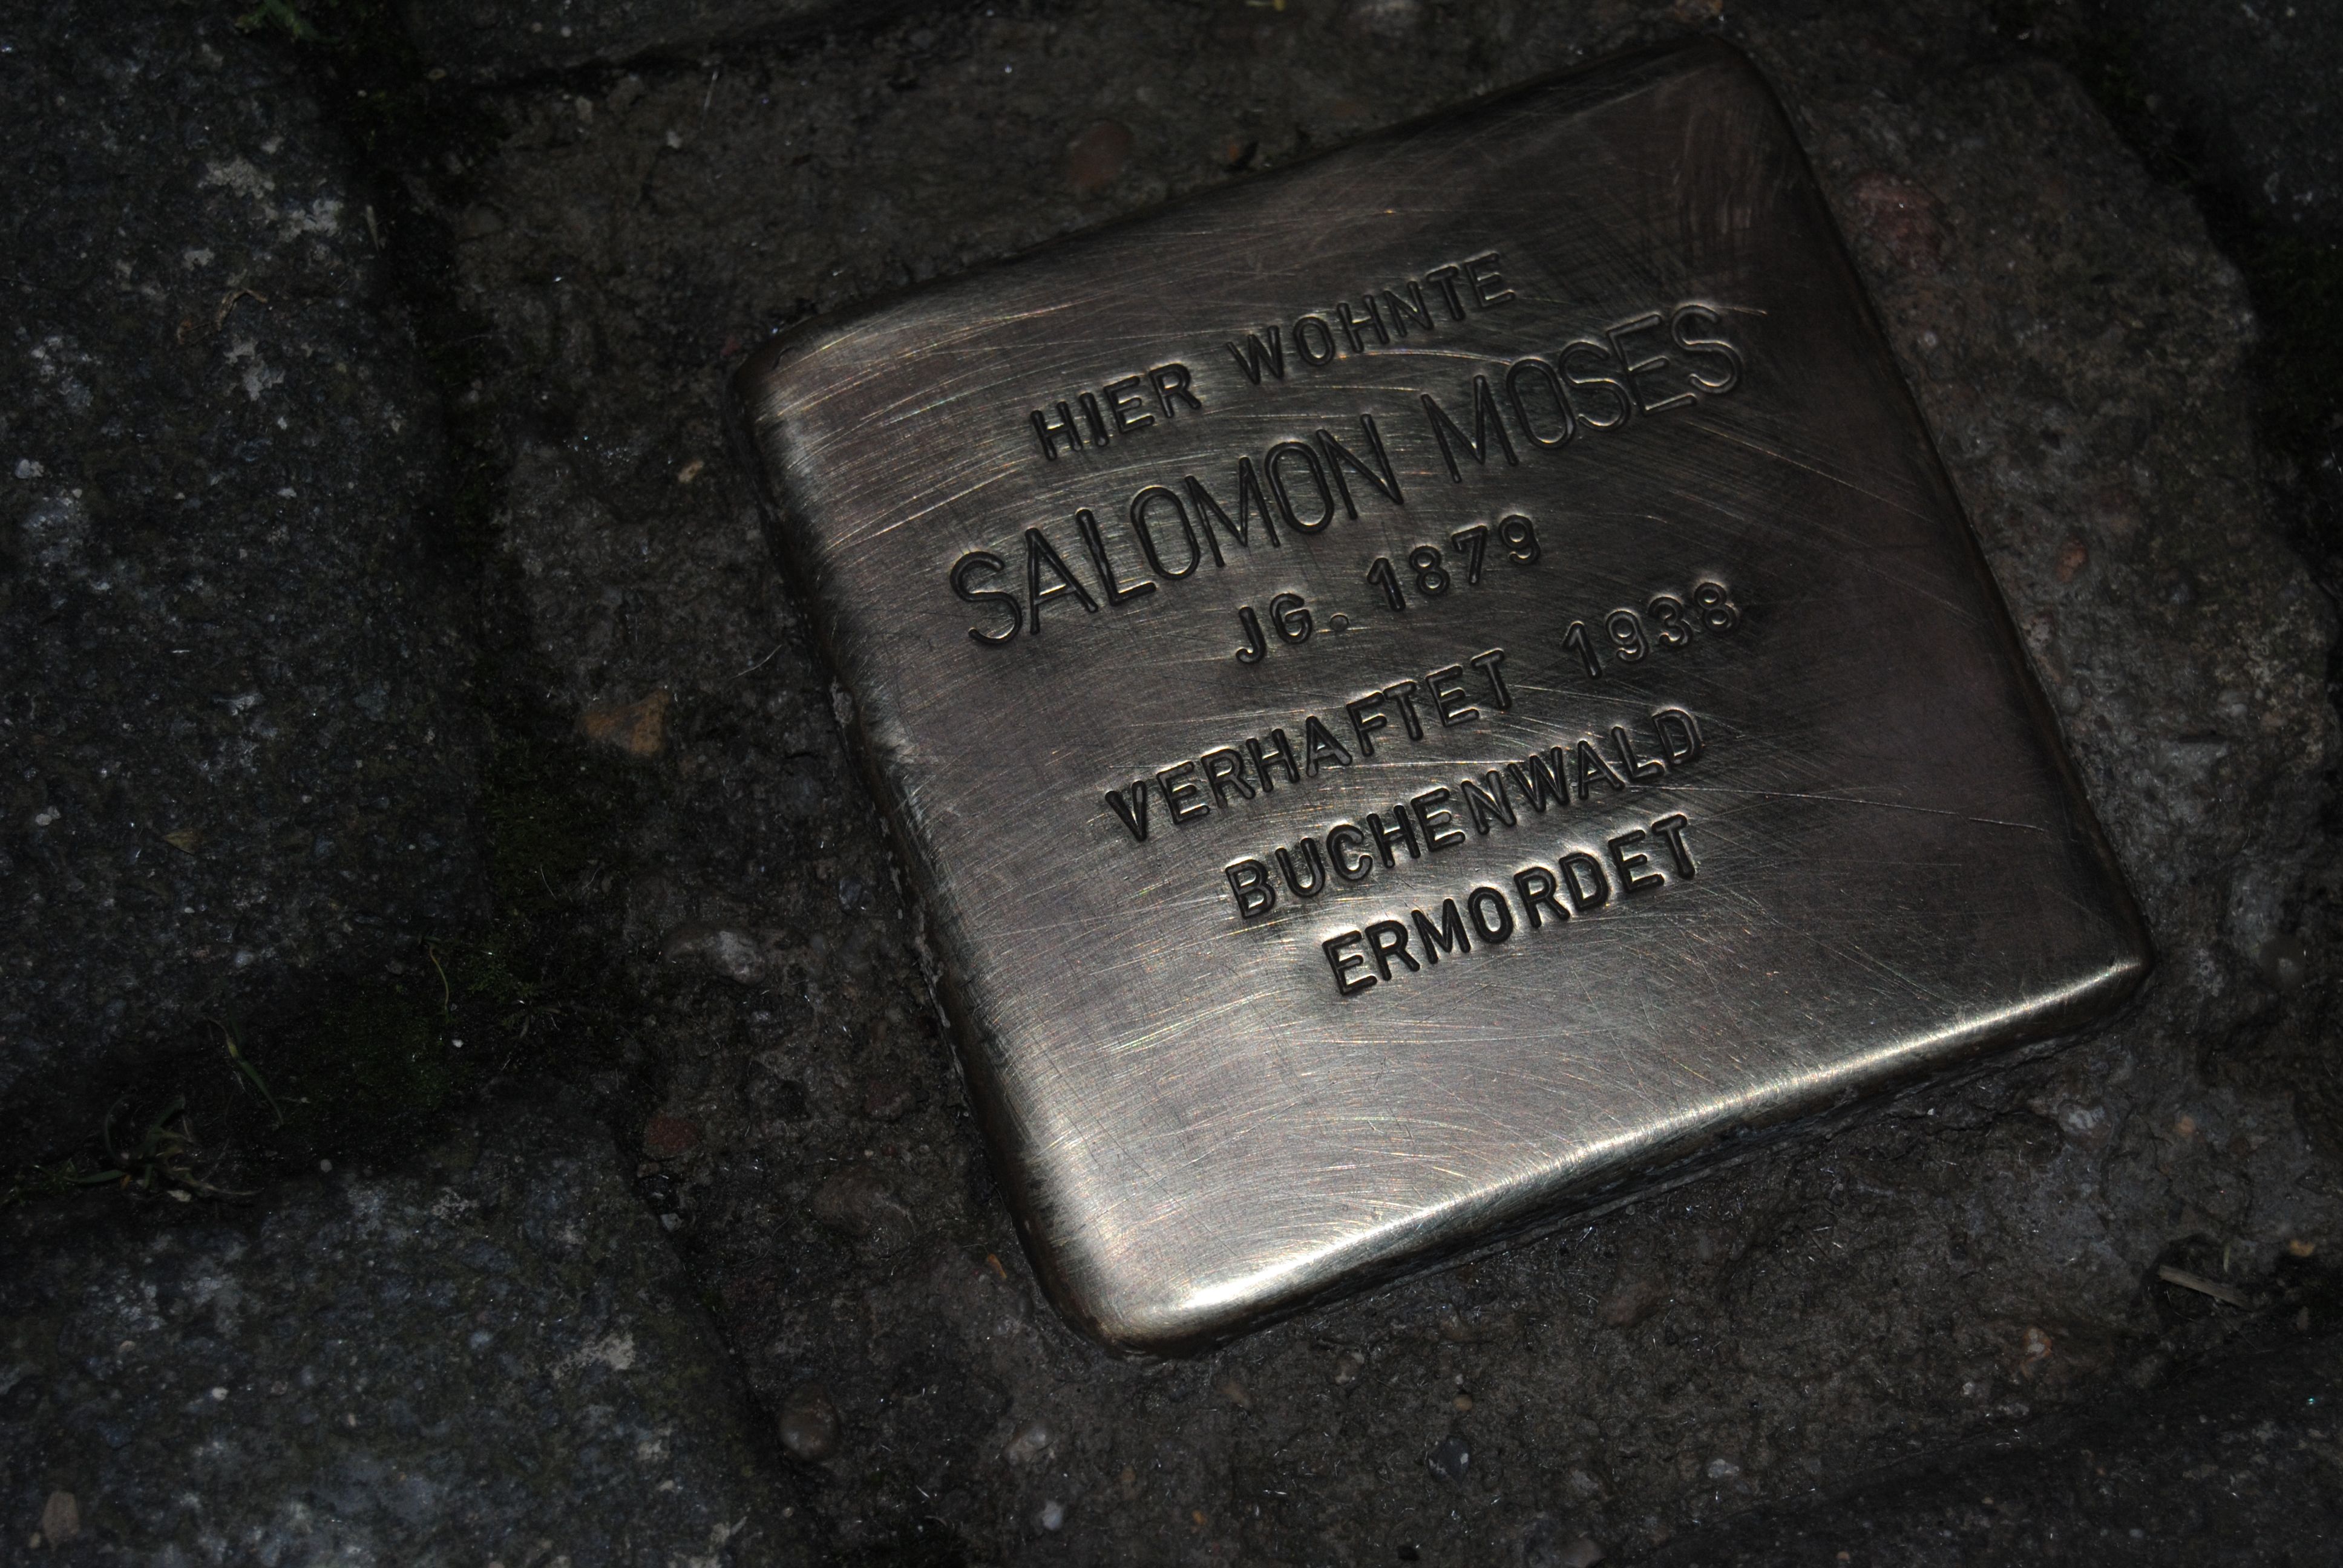 HIER WOHNTE
SALOMON MOSES
JG. 1879
VERHAFTET 1938
BUCHENWALD
ERMORDET